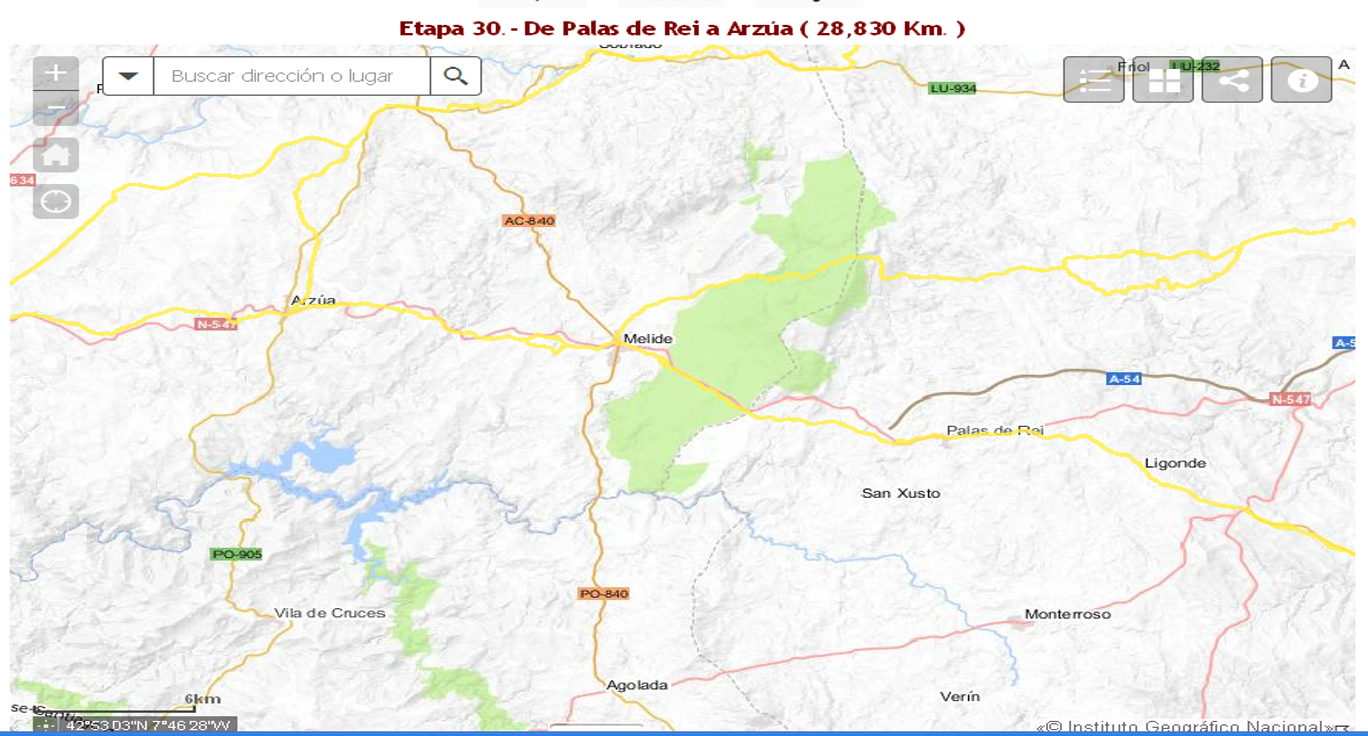 Etapa 30. - De Palas de Rei a Arzúa ( 28,830 Km. )
Sobrado
Buscar dirección o lugar
Friol
LU-232
A
LU-934
634
AC-840
Arzúa
N-547
Melide
A-54
N-547
Palas de Rei
Ligonde
San Xusto
PO-905
PO-840
Vila de Cruces
Monterroso
Agolada
Verín
6km
42°53'03"N 7°46'28"W
«© Instituto Geográfico Nacional»